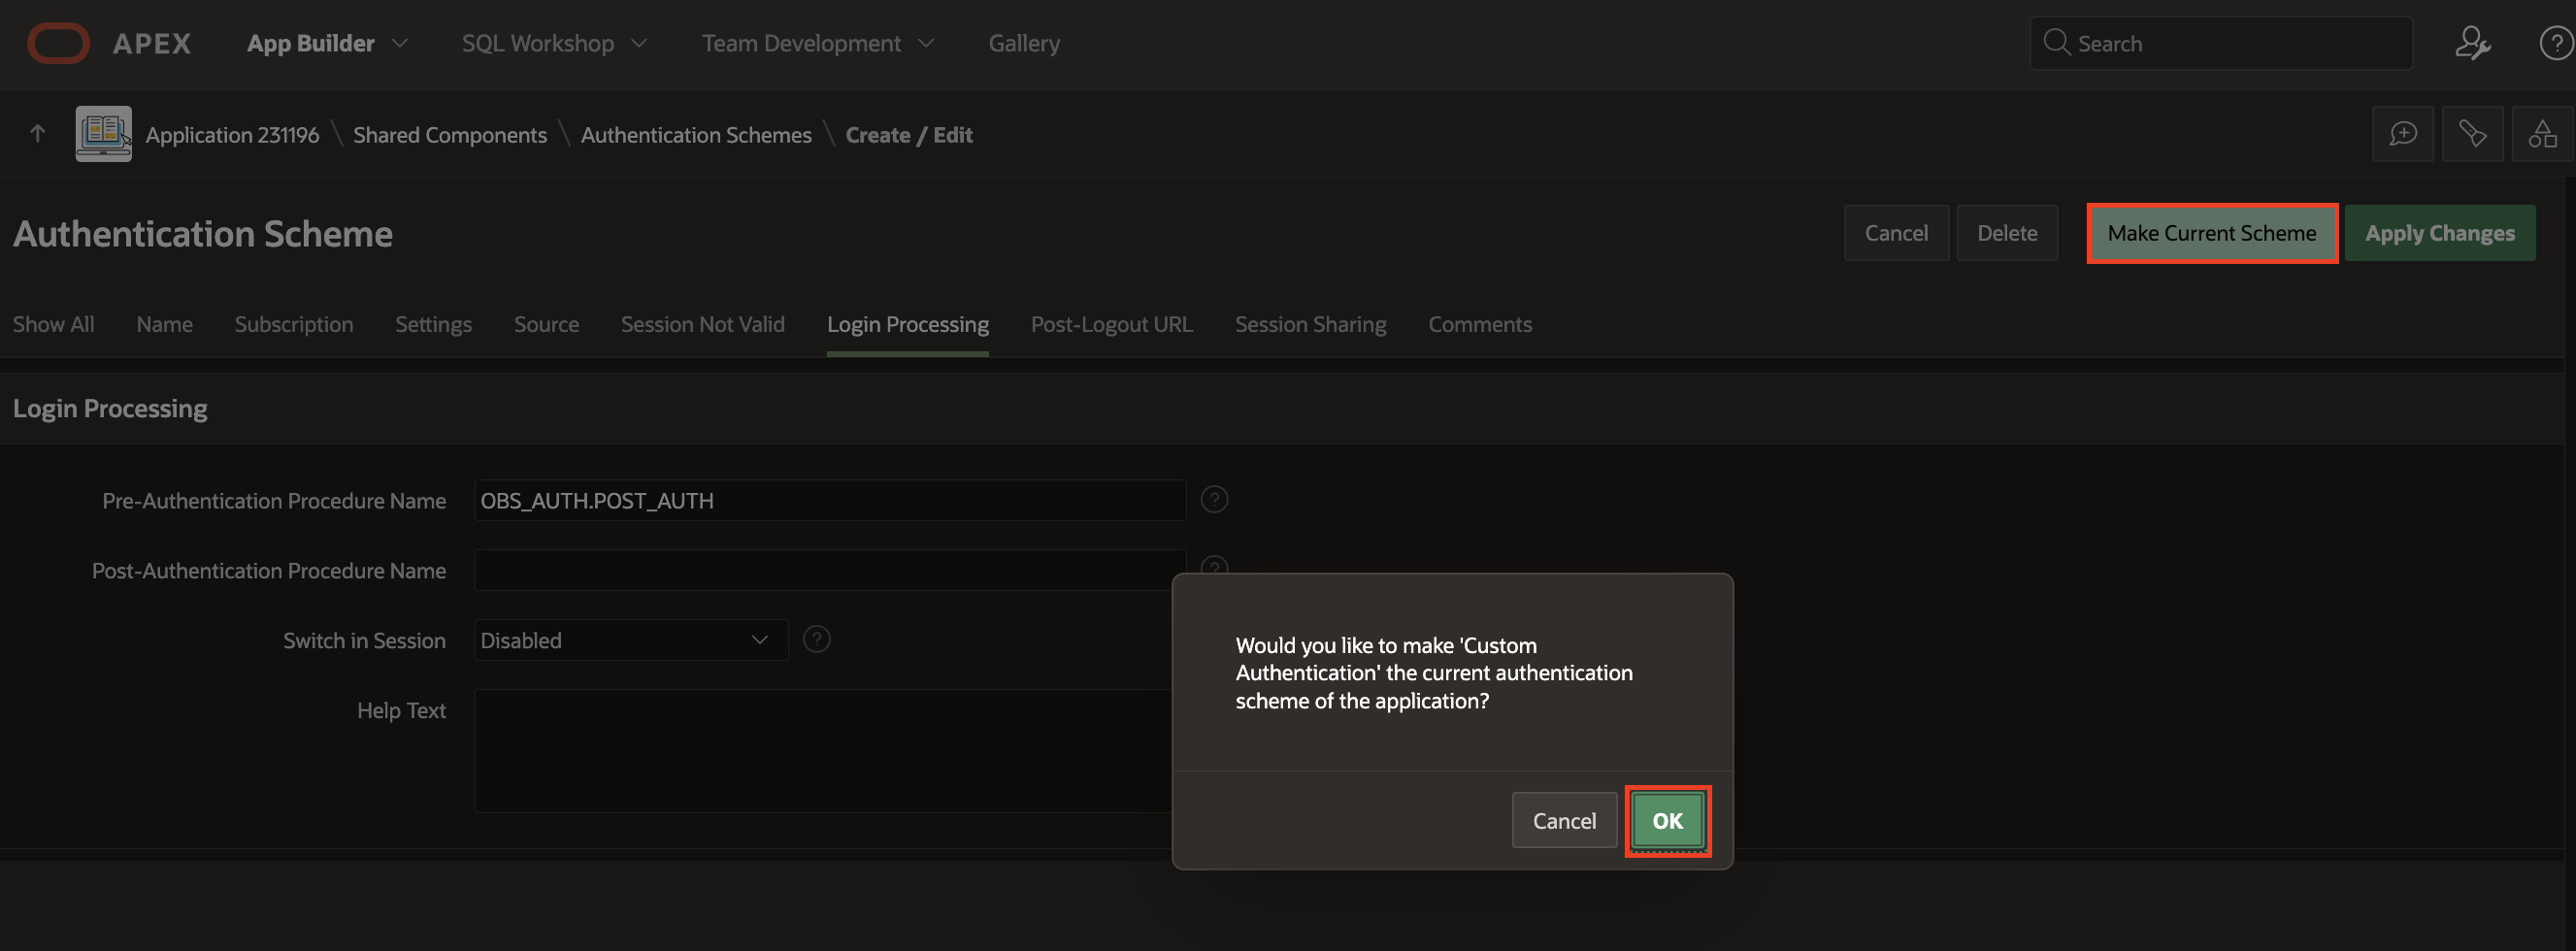 APEX App Builder SQL Workshop Team Development Gallery Search
Application 231196 \ Shared Components \ Authentication Schemes \ Create / Edit
Authentication Scheme Cancel Delete Make Current Scheme Apply Changes
Show All Name Subscription Settings Source Session Not Valid Login Processing Post-Logout URL Session Sharing Comments
Login Processing
Pre-Authentication Procedure Name OBS_AUTH.POST_AUTH
Post-Authentication Procedure Name
Switch in Session Disabled
Help Text
Would you like to make 'Custom
Authentication' the current authentication
scheme of the application?
Cancel OK